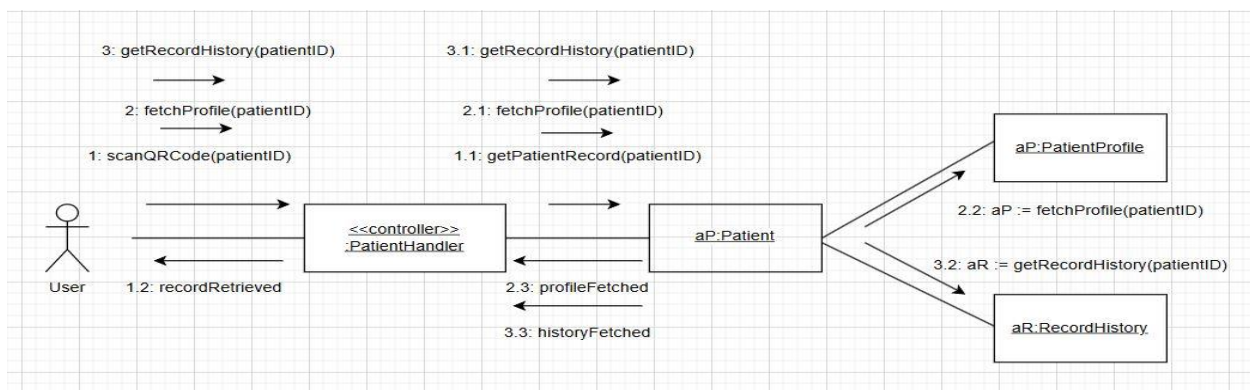 3: getRecordHistory(patientID)
3.1: getRecordHistory(patientID)
2: fetchProfile(patientID)
2.1: fetchProfile(patientID)
1: scanQRCode(patientID)
1.1: getPatientRecord(patientID)
aP:PatientProfile
2.2: aP := fetchProfile(patientID)
<<controller>>
:PatientHandler
aP:Patient
3.2: aR := getRecordHistory(patientID)
User
1.2: recordRetrieved
2.3: profileFetched
3.3: historyFetched
aR:RecordHistory